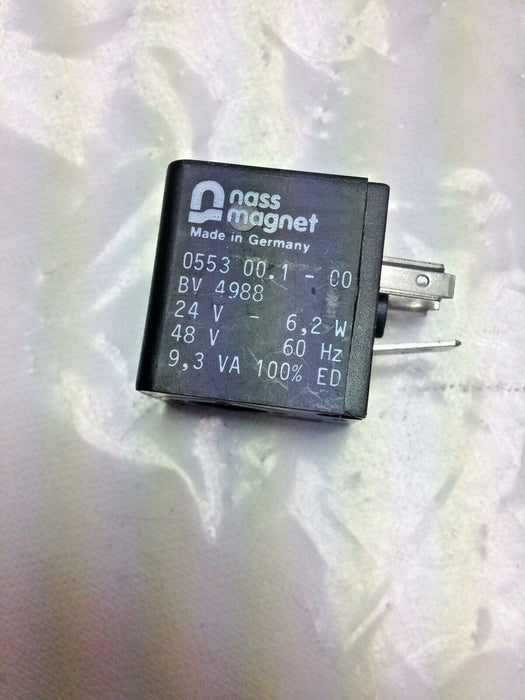 nass
magnet
Made in Germany
0553 00.1 - 00
BV 4988
24 V - 6,2 W
48 V 60 Hz
9,3 VA 100% ED